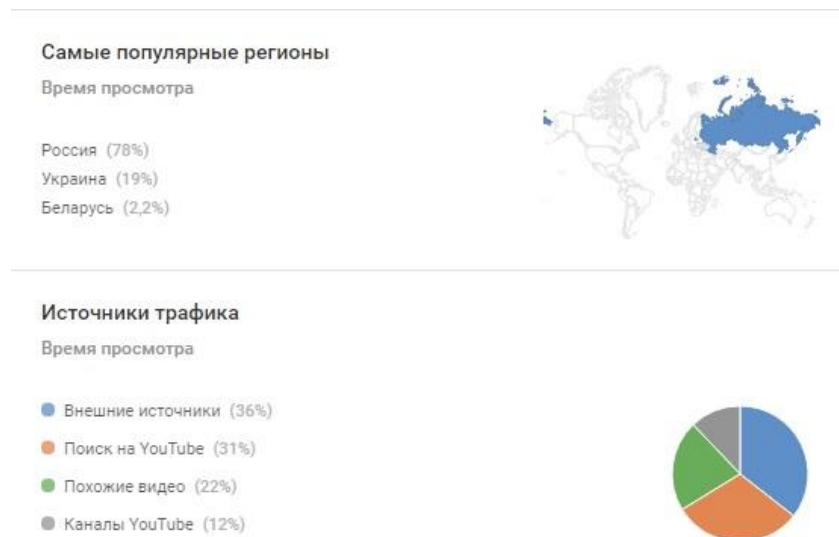 Самые популярные регионы
Время просмотра
Россия (78%)
Украина (19%)
Беларусь (2,2%)
Источники трафика
Время просмотра
Внешние источники (36%)
Поиск на YouTube (31%)
Похожие видео (22%)
Каналы YouTube (12%)